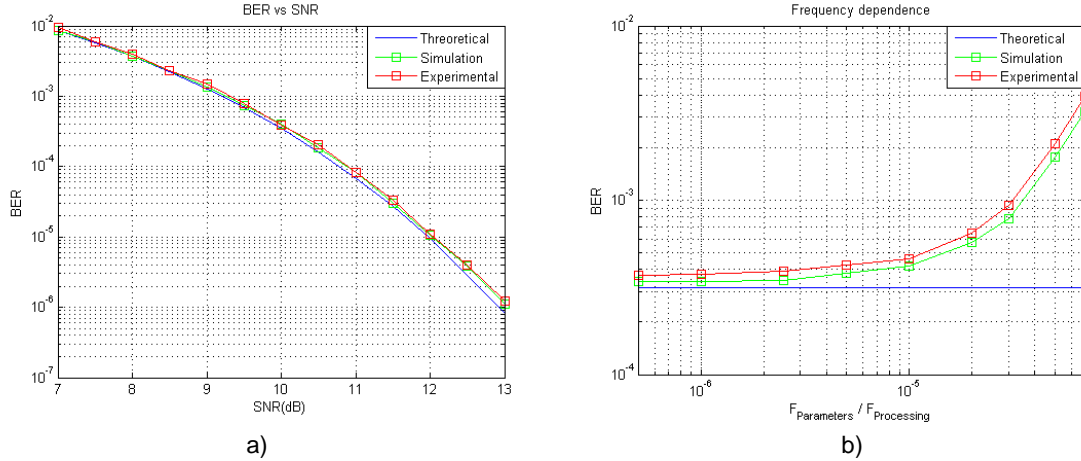 BER vs SNR
10^-2
10^-3
10^-4
10^-5
10^-6
10^-7
BER
7 8 9 10 11 12 13
SNR(dB)
Threoretical
Simulation
Experimental
a)
Frequency dependence
10^-2
10^-3
10^-4
BER
10^-6 10^-5
F_Parameters / F_Processing
Threoretical
Simulation
Experimental
b)